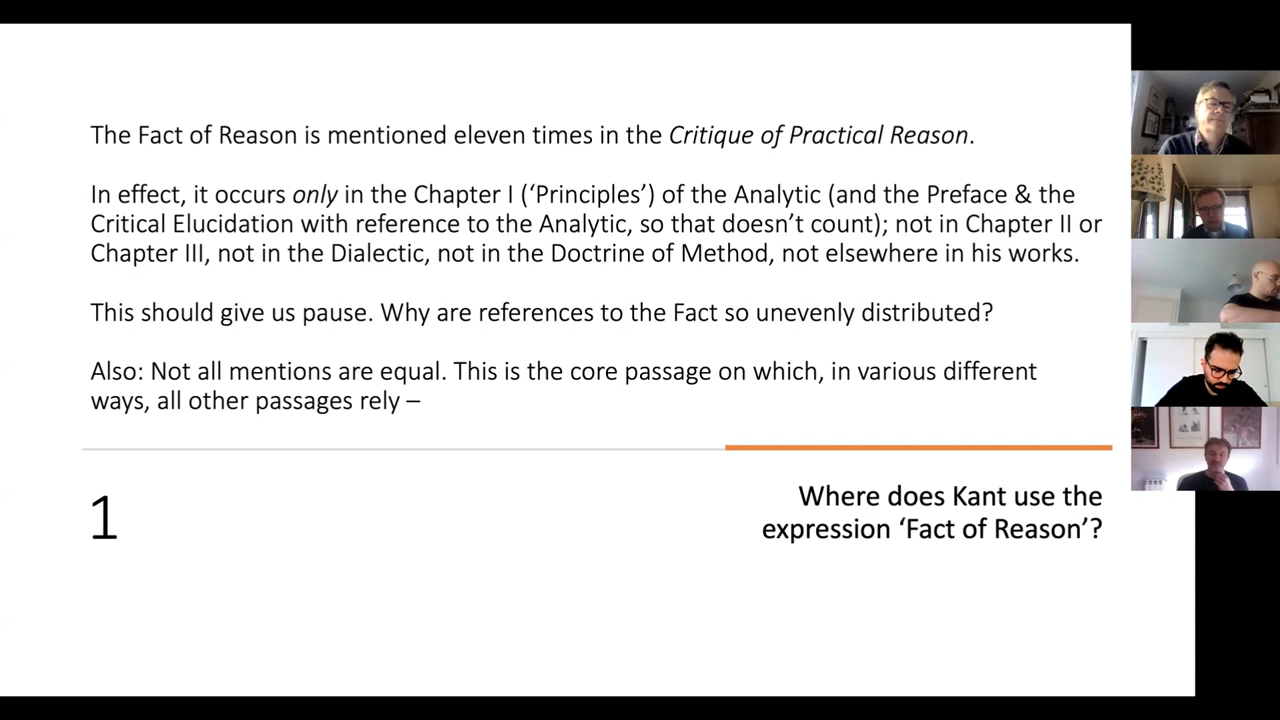 The Fact of Reason is mentioned eleven times in the Critique of Practical Reason.
In effect, it occurs only in the Chapter I (‘Principles’) of the Analytic (and the Preface & the
Critical Elucidation with reference to the Analytic, so that doesn’t count); not in Chapter II or
Chapter III, not in the Dialectic, not in the Doctrine of Method, not elsewhere in his works.
This should give us pause. Why are references to the Fact so unevenly distributed?
Also: Not all mentions are equal. This is the core passage on which, in various different
ways, all other passages rely –
1
Where does Kant use the
expression ‘Fact of Reason’?